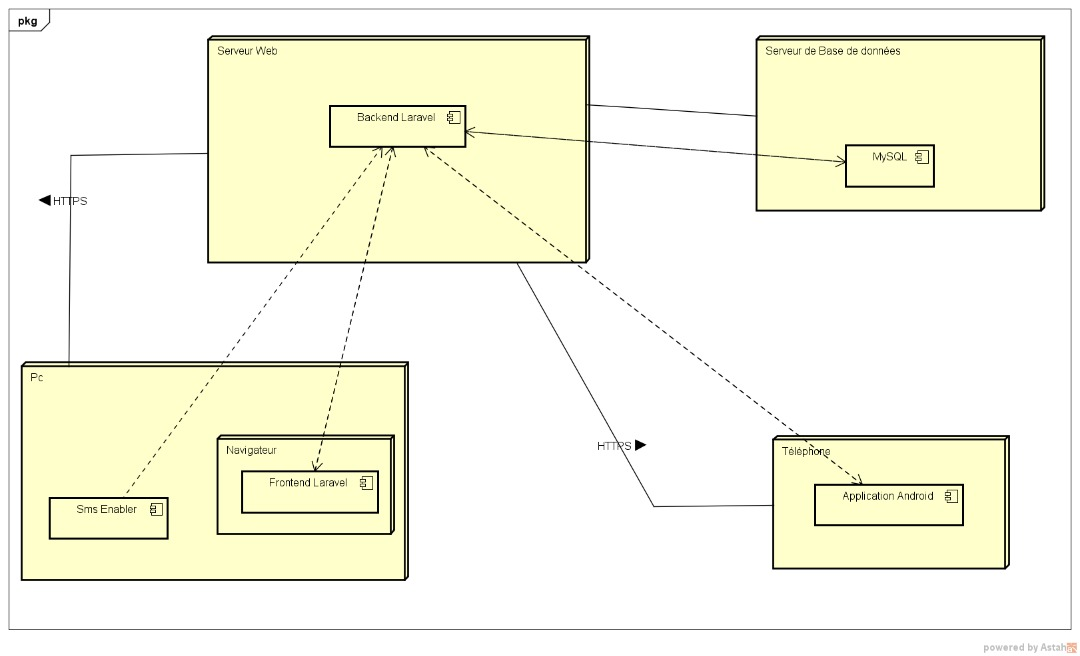 pkg
Serveur Web
Serveur de Base de données
Backend Laravel
MySQL
HTTPS
Pc
HTTPS
Navigateur
Téléphone
Frontend Laravel
Application Android
Sms Enabler
powered by Astah